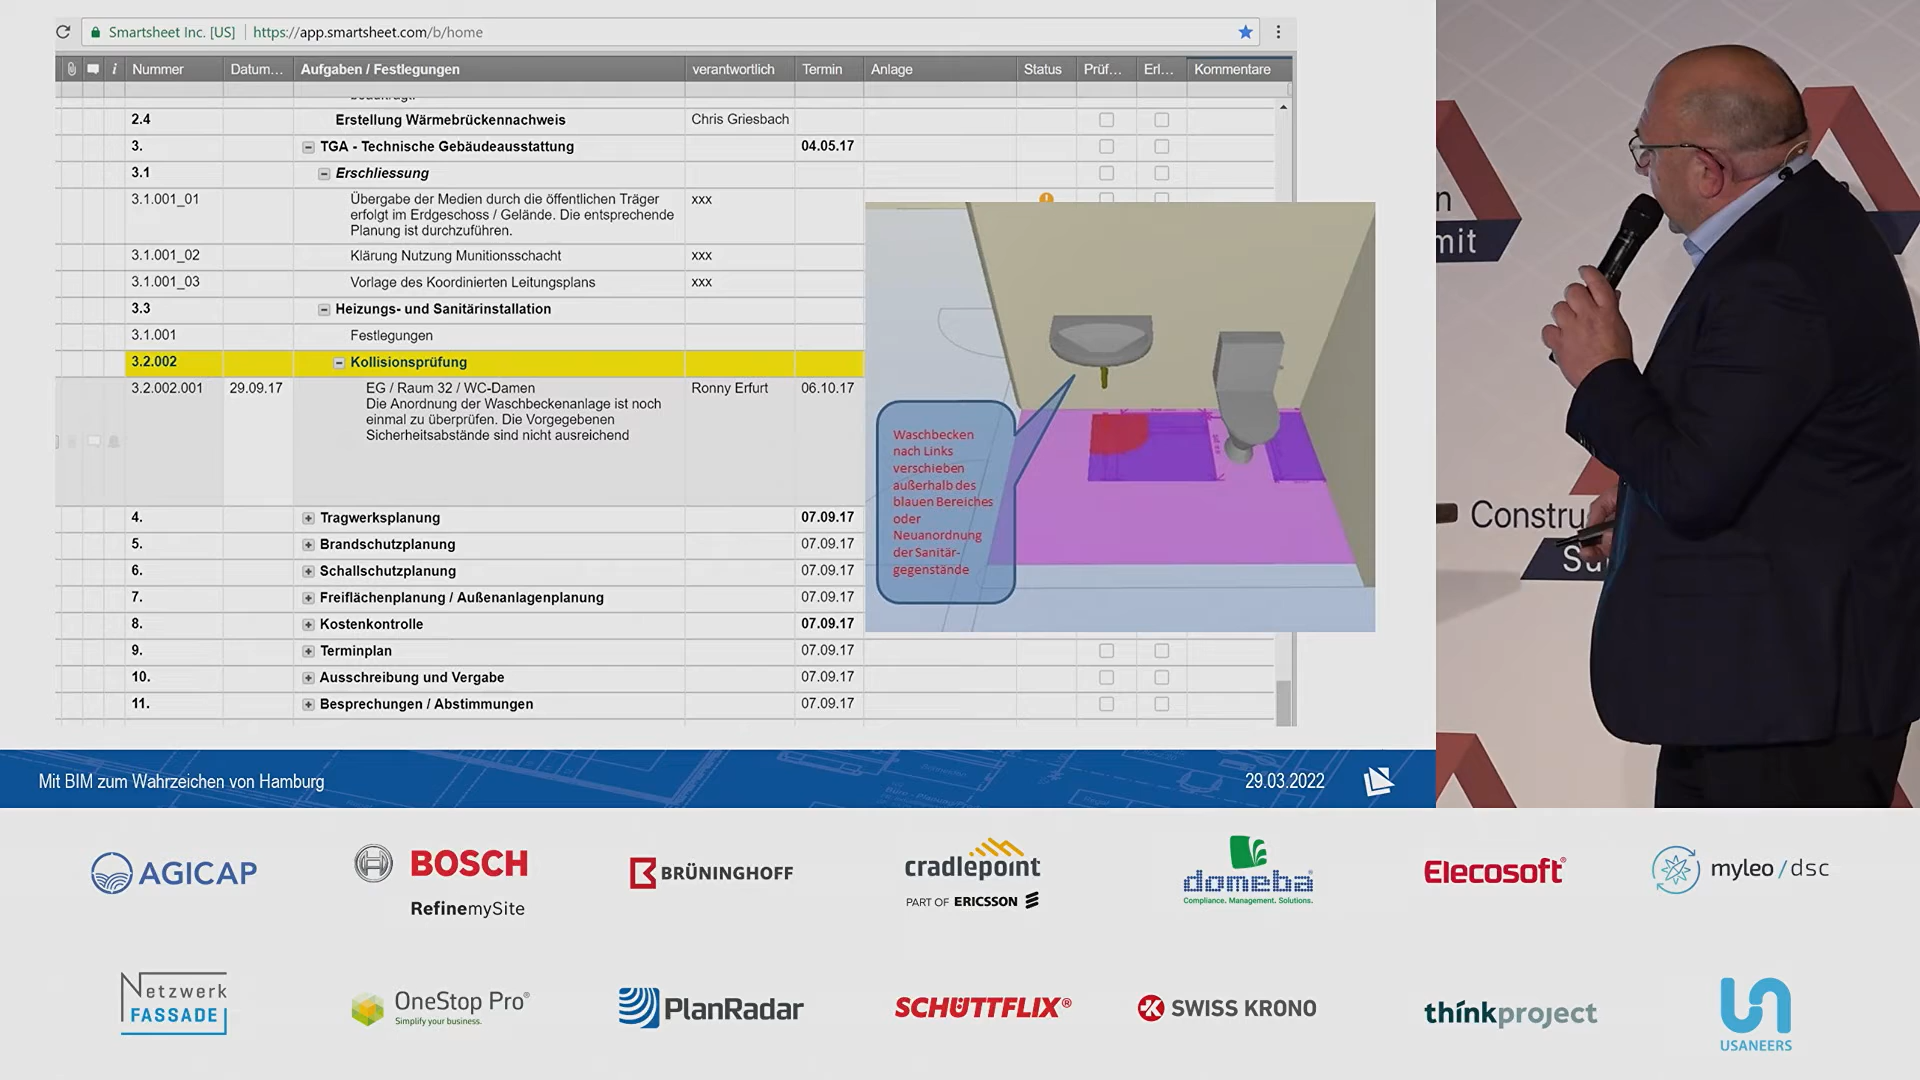 Smartsheet Inc. [US] https://app.smartsheet.com/b/home
i Nummer Datum... Aufgaben / Festlegungen verantwortlich Termin Anlage Status Prüf... Erl... Kommentare
2.4 Erstellung Wärmebrückennachweis Chris Griesbach
3. TGA - Technische Gebäudeausstattung 04.05.17
3.1 Erschliessung
3.1.001_01 Übergabe der Medien durch die öffentlichen Träger xxx
erfolgt im Erdgeschoss / Gelände. Die entsprechende
Planung ist durchzuführen.
3.1.001_02 Klärung Nutzung Munitionsschacht xxx
3.1.001_03 Vorlage des Koordinierten Leitungsplans xxx
3.3 Heizungs- und Sanitärinstallation
3.1.001 Festlegungen
3.2.002 Kollisionsprüfung
3.2.002.001 29.09.17 EG / Raum 32 / WC-Damen Ronny Erfurt 06.10.17
Die Anordnung der Waschbeckenanlage ist noch
einmal zu überprüfen. Die Vorgegebenen
Sicherheitsabstände sind nicht ausreichend
Waschbecken
nach Links
verschieben
außerhalb des
blauen Bereiches
oder
Neuanordnung
der Sanitär-
gegenstände
4. Tragwerksplanung 07.09.17
5. Brandschutzplanung 07.09.17
6. Schallschutzplanung 07.09.17
7. Freiflächenplanung / Außenanlagenplanung 07.09.17
8. Kostenkontrolle 07.09.17
9. Terminplan 07.09.17
10. Ausschreibung und Vergabe 07.09.17
11. Besprechungen / Abstimmungen 07.09.17
Mit BIM zum Wahrzeichen von Hamburg 29.03.2022
n
mit
Constru
Su
AGICAP
BOSCH
RefinemySite
BRÜNINGHOFF
cradlepoint
PART OF ERICSSON
domeba
Compliance. Management. Solutions.
Elecosoft®
myleo / dsc
Netzwerk
FASSADE
OneStop Pro®
Simplify your business.
PlanRadar
SCHÜTTFLIX®
SWISS KRONO
thinkproject
USANEERS